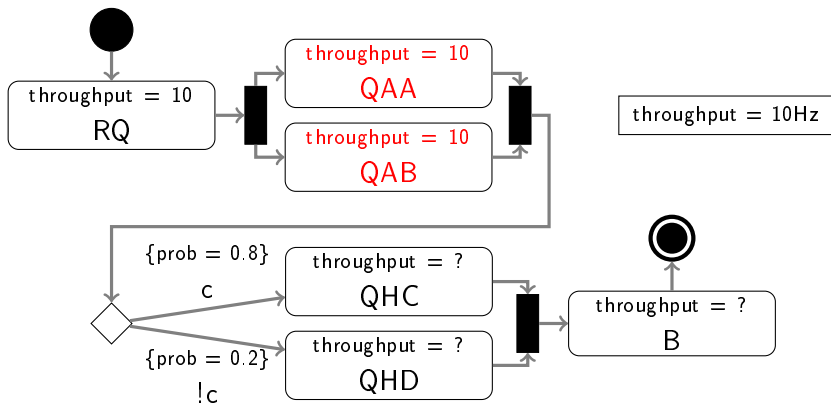 throughput = 10
RQ
throughput = 10
QAA
throughput = 10
QAB
throughput = 10Hz
{prob = 0.8}
c
throughput = ?
QHC
{prob = 0.2}
!c
throughput = ?
QHD
throughput = ?
B